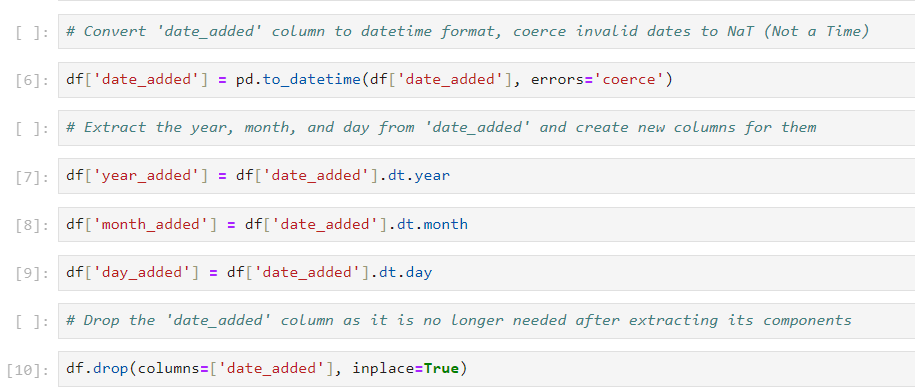 [ ]: # Convert 'date_added' column to datetime format, coerce invalid dates to NaT (Not a Time)
[6]: df['date_added'] = pd.to_datetime(df['date_added'], errors='coerce')
[ ]: # Extract the year, month, and day from 'date_added' and create new columns for them
[7]: df['year_added'] = df['date_added'].dt.year
[8]: df['month_added'] = df['date_added'].dt.month
[9]: df['day_added'] = df['date_added'].dt.day
[ ]: # Drop the 'date_added' column as it is no longer needed after extracting its components
[10]: df.drop(columns=['date_added'], inplace=True)